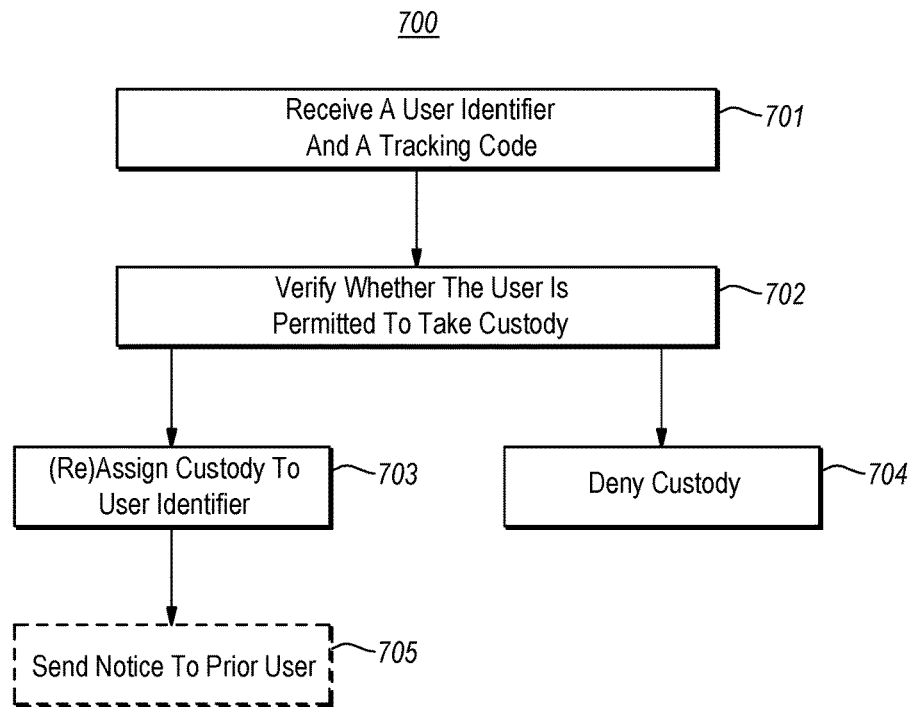 700
Receive A User Identifier
And A Tracking Code
701
Verify Whether The User Is
Permitted To Take Custody
702
(Re)Assign Custody To
User Identifier
703
Deny Custody
704
Send Notice To Prior User
705